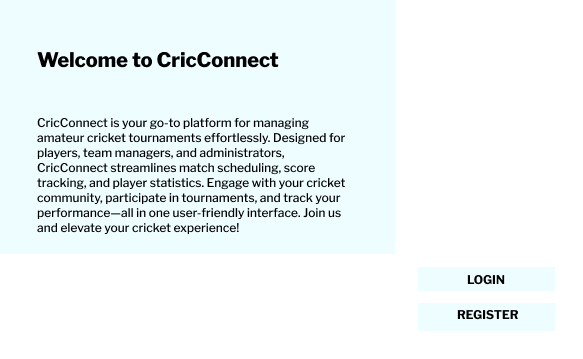 Welcome to CricConnect
CricConnect is your go-to platform for managing
amateur cricket tournaments effortlessly. Designed for
players, team managers, and administrators,
CricConnect streamlines match scheduling, score
tracking, and player statistics. Engage with your cricket
community, participate in tournaments, and track your
performance—all in one user-friendly interface. Join us
and elevate your cricket experience!
LOGIN
REGISTER